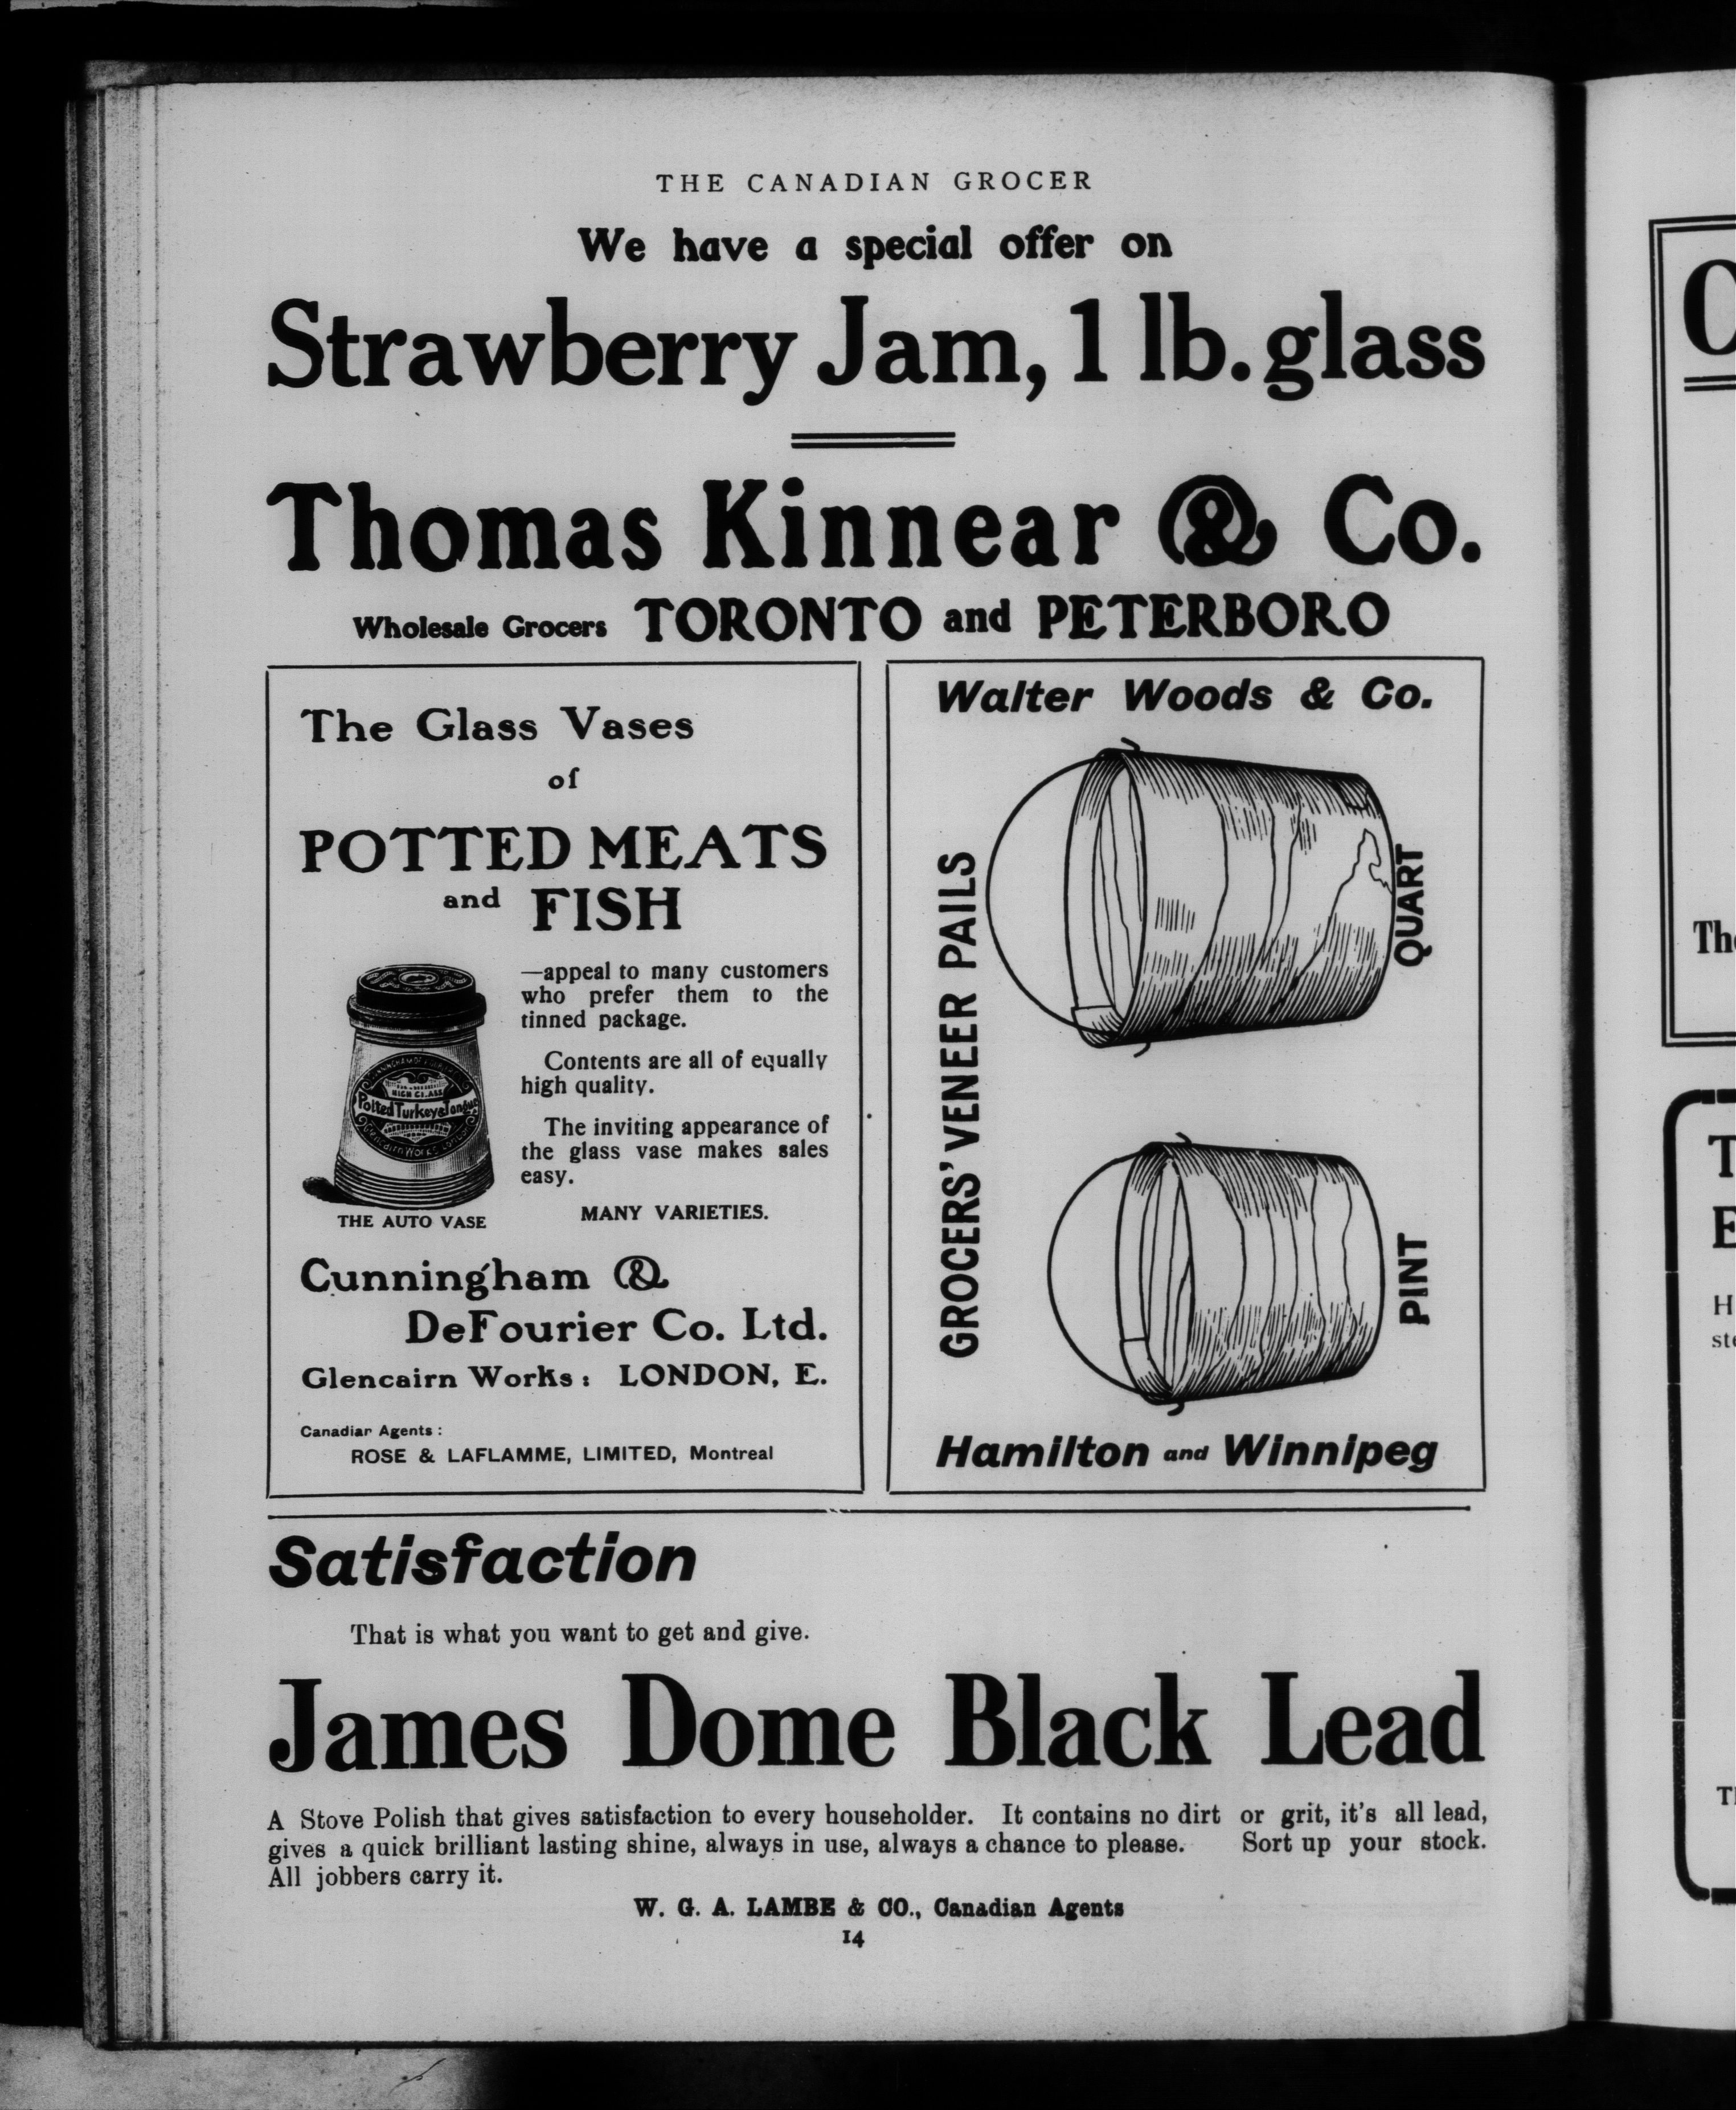 THE CANADIAN GROCER
We have a special offer on
Strawberry Jam, 1 lb. glass
Thomas Kinnear & Co.
Wholesale Grocers TORONTO and PETERBORO
The Glass Vases
of
POTTED MEATS
and FISH
—appeal to many customers
who prefer them to the
tinned package.
Contents are all of equally
high quality.
The inviting appearance of
the glass vase makes sales
easy.
MANY VARIETIES.
HIGH CLASS
Potted Turkey & Tongue
THE AUTO VASE
Cunningham &
DeFourier Co. Ltd.
Glencairn Works: LONDON, E.
Canadian Agents:
ROSE & LAFLAMME, LIMITED, Montreal
Walter Woods & Co.
GROCERS' VENEER PAILS
QUART
PINT
Hamilton and Winnipeg
Satisfaction
That is what you want to get and give.
James Dome Black Lead
A Stove Polish that gives satisfaction to every householder. It contains no dirt or grit, it's all lead,
gives a quick brilliant lasting shine, always in use, always a chance to please. Sort up your stock.
All jobbers carry it.
W. G. A. LAMBE & CO., Canadian Agents
14